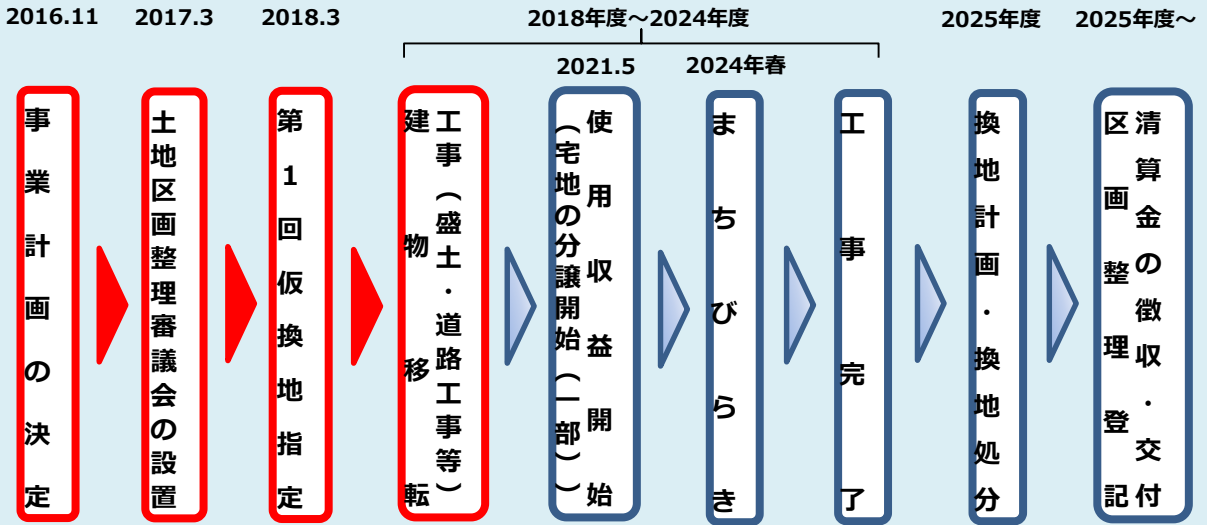 2016.11
2017.3
2018.3
2018年度～2024年度
2025年度
2025年度～
2021.5
2024年春
事業計画の決定
土地区画整理審議会の設置
第1回仮換地指定
工事（盛土・道路工事等）
建物移転
使用収益開始
（宅地の分譲開始（一部））
まちびらき
工事完了
換地計画・換地処分
清算金の徴収・交付
区画整理登記